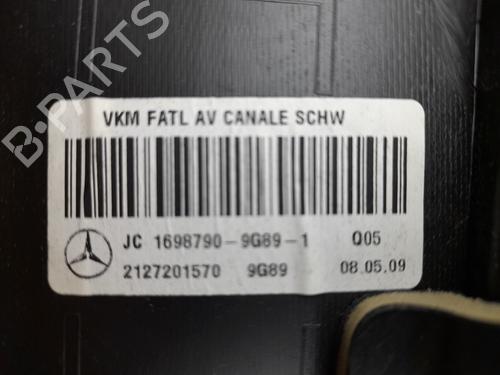 B-PARTS
VKM FATL AV CANALE SCHW
JC 1698790-9G89-1 Q05
2127201570 9G89 08.05.09